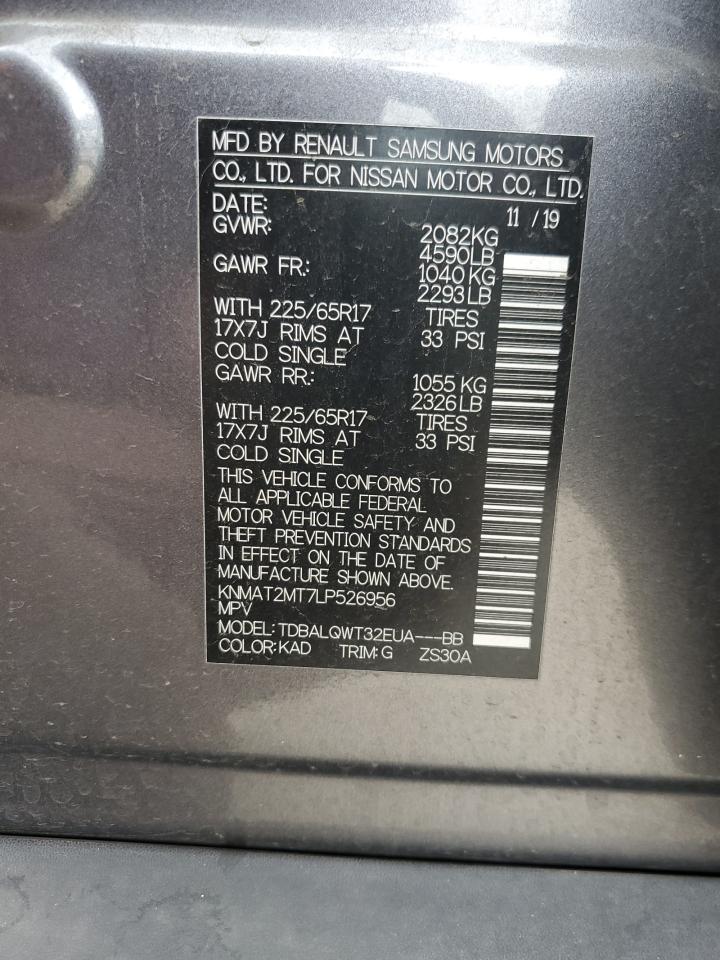 MFD BY RENAULT SAMSUNG MOTORS
CO., LTD. FOR NISSAN MOTOR CO., LTD.
DATE: 11 / 19
GVWR: 2082KG
4590LB
GAWR FR.: 1040 KG
2293 LB
WITH 225/65R17 TIRES
17X7J RIMS AT 33 PSI
COLD SINGLE
GAWR RR.: 1055 KG
2326 LB
WITH 225/65R17 TIRES
17X7J RIMS AT 33 PSI
COLD SINGLE
THIS VEHICLE CONFORMS TO
ALL APPLICABLE FEDERAL
MOTOR VEHICLE SAFETY AND
THEFT PREVENTION STANDARDS
IN EFFECT ON THE DATE OF
MANUFACTURE SHOWN ABOVE.
KNMAT2MT7LP526956
MPV
MODEL: TDBALQWT32EUA---BB
COLOR: KAD TRIM: G ZS30A